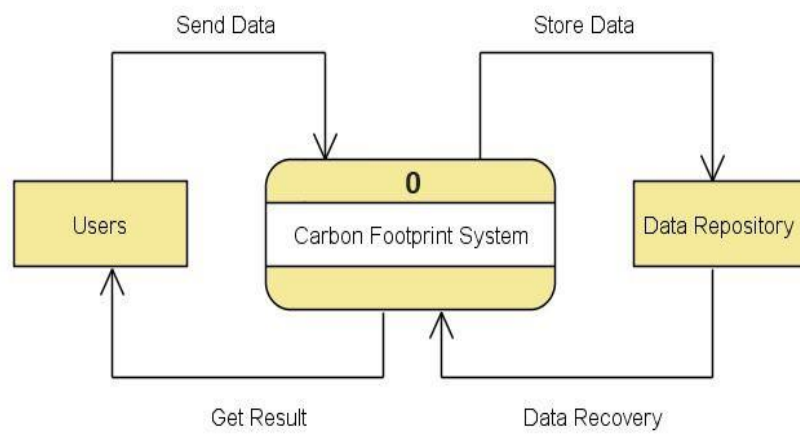 Send Data
Store Data
0
Users
Carbon Footprint System
Data Repository
Get Result
Data Recovery